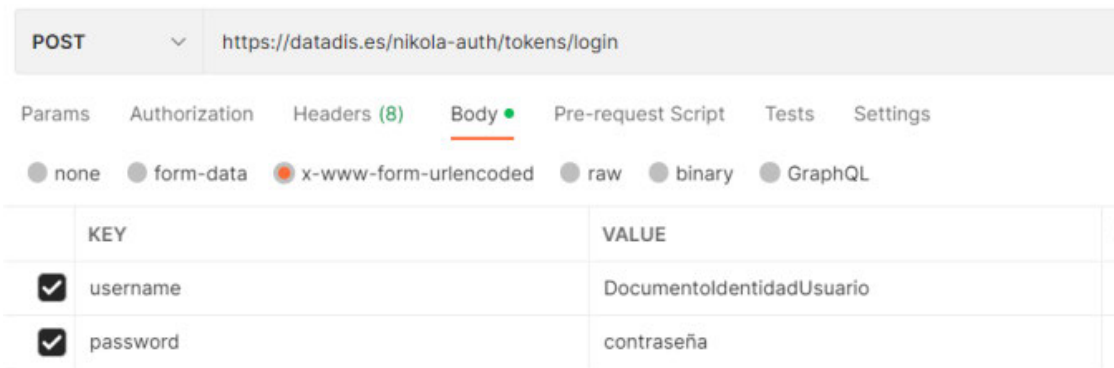 POST https://datadis.es/nikola-auth/tokens/login
Params Authorization Headers (8) Body Pre-request Script Tests Settings
none form-data x-www-form-urlencoded raw binary GraphQL
KEY VALUE
username DocumentoIdentidadUsuario
password contraseña